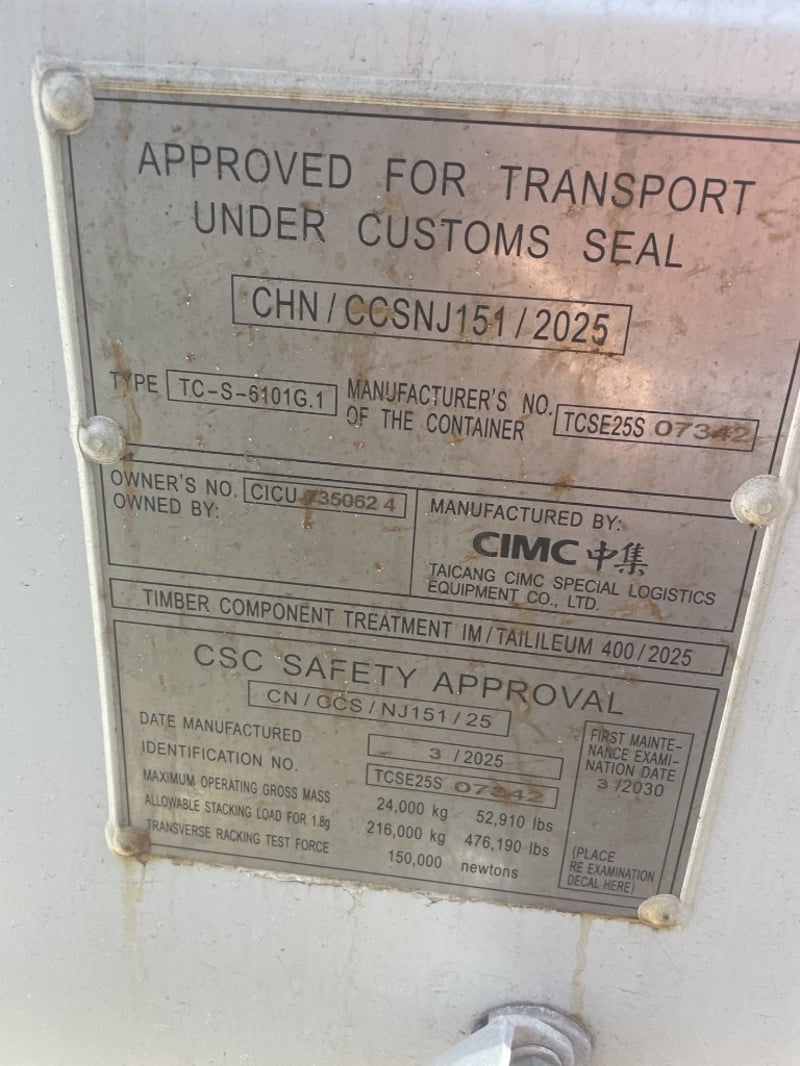 APPROVED FOR TRANSPORT
UNDER CUSTOMS SEAL
CHN/CCSNJ151/2025
TYPE TC-S-6101G.1 MANUFACTURER'S NO.
OF THE CONTAINER TCSE25S 07342
OWNER'S NO. CICU 735062 4
OWNED BY:
MANUFACTURED BY:
CIMC 中集
TAICANG CIMC SPECIAL LOGISTICS
EQUIPMENT CO., LTD.
TIMBER COMPONENT TREATMENT IM/TAILILEUM 400/2025
CSC SAFETY APPROVAL
CN/CCS/NJ151/25
DATE MANUFACTURED 3/2025
IDENTIFICATION NO. TCSE25S 07342
MAXIMUM OPERATING GROSS MASS 24,000 kg 52,910 lbs
ALLOWABLE STACKING LOAD FOR 1.8g 216,000 kg 476,190 lbs
TRANSVERSE RACKING TEST FORCE 150,000 newtons
FIRST MAINTE-
NANCE EXAMI-
NATION DATE
3/2030
(PLACE
RE EXAMINATION
DECAL HERE)